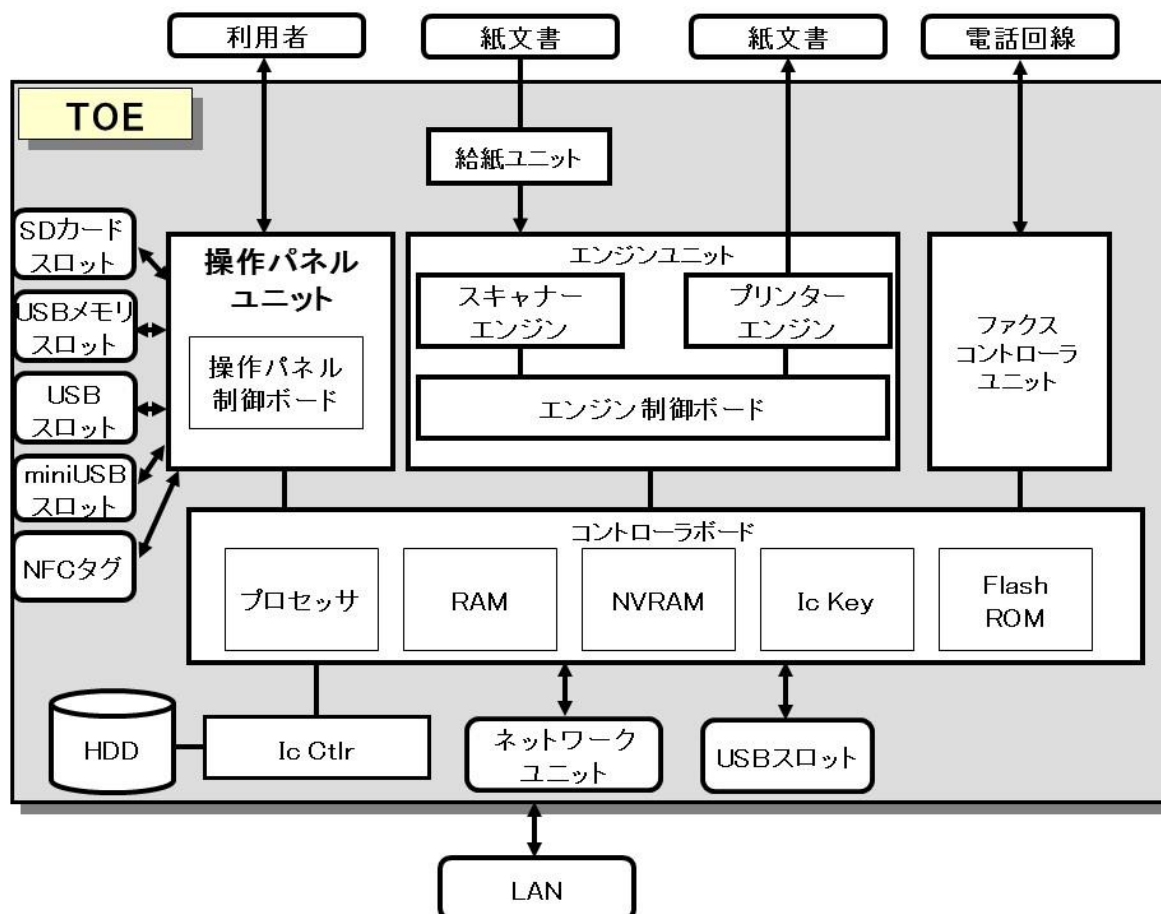 利用者
紙文書
紙文書
電話回線
TOE
給紙ユニット
SDカード
スロット
USBメモリ
スロット
USB
スロット
miniUSB
スロット
NFCタグ
操作パネル
ユニット
操作パネル
制御ボード
エンジンユニット
スキャナー
エンジン
プリンター
エンジン
エンジン制御ボード
ファクス
コントローラ
ユニット
コントローラボード
プロセッサ
RAM
NVRAM
Ic Key
Flash
ROM
HDD
Ic Ctlr
ネットワーク
ユニット
USBスロット
LAN